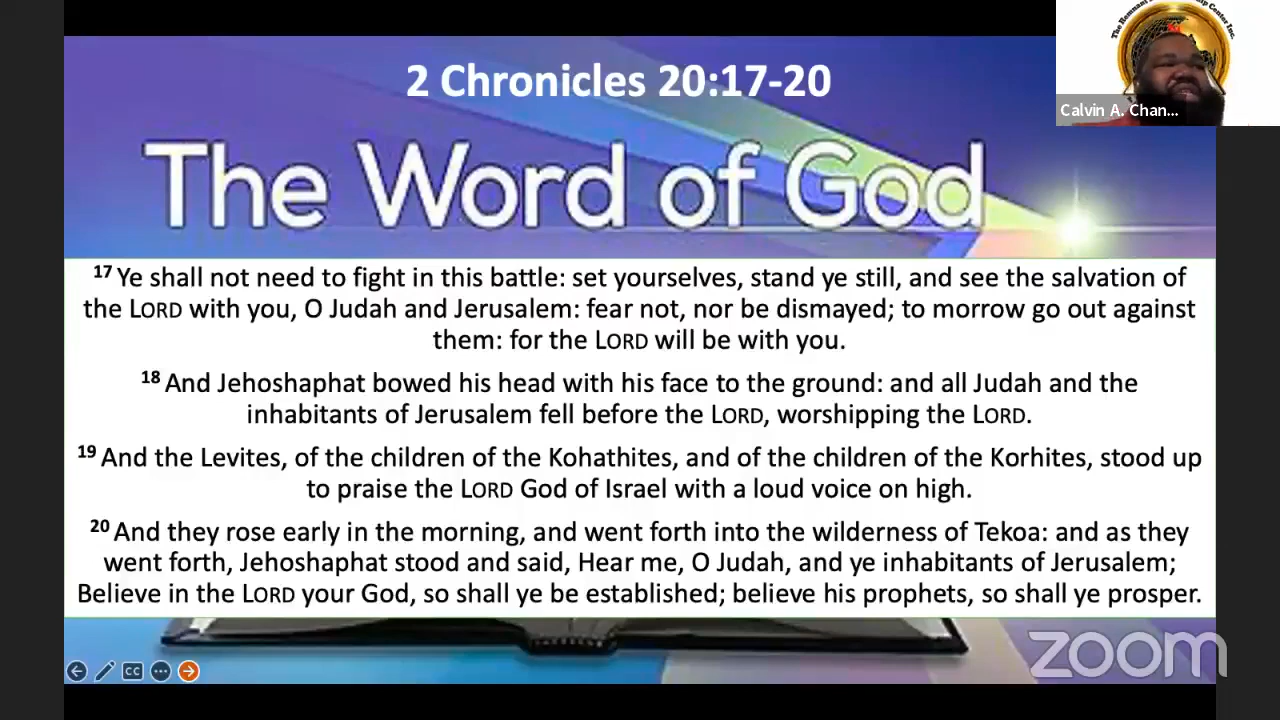 2 Chronicles 20:17-20
The Word of God
17 Ye shall not need to fight in this battle: set yourselves, stand ye still, and see the salvation of
the LORD with you, O Judah and Jerusalem: fear not, nor be dismayed; to morrow go out against
them: for the LORD will be with you.
18 And Jehoshaphat bowed his head with his face to the ground: and all Judah and the
inhabitants of Jerusalem fell before the LORD, worshipping the LORD.
19 And the Levites, of the children of the Kohathites, and of the children of the Korhites, stood up
to praise the LORD God of Israel with a loud voice on high.
20 And they rose early in the morning, and went forth into the wilderness of Tekoa: and as they
went forth, Jehoshaphat stood and said, Hear me, O Judah, and ye inhabitants of Jerusalem;
Believe in the LORD your God, so shall ye be established; believe his prophets, so shall ye prosper.
The Remnant Center Inc.
Calvin A. Chan...
CC
zoom